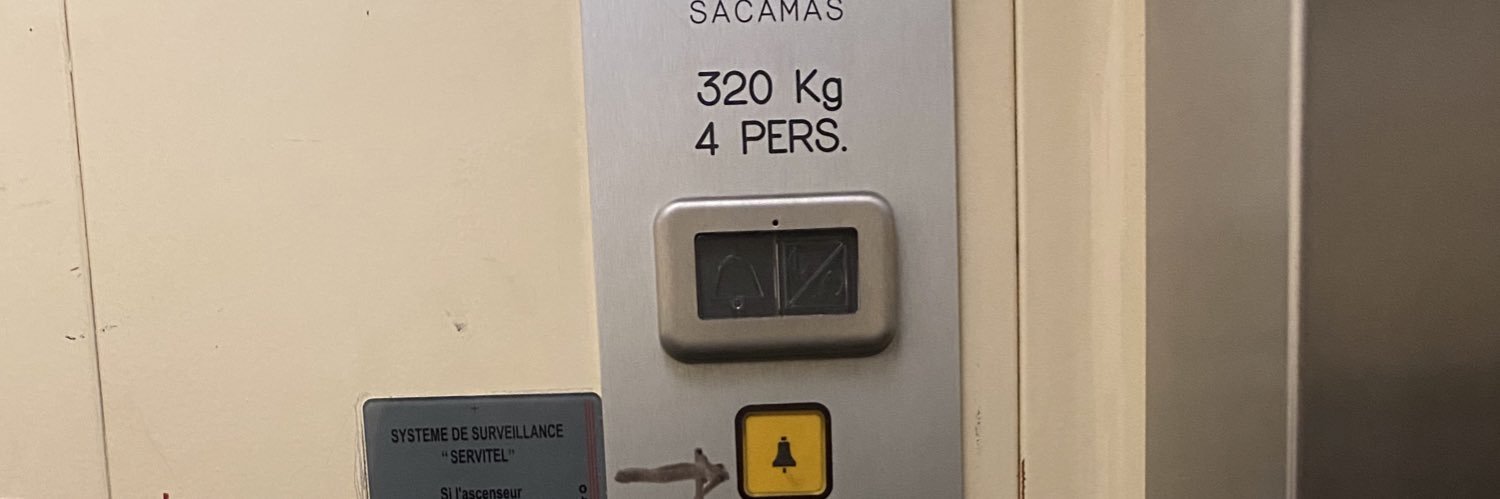 SACAMAS
320 Kg
4 PERS.
SYSTEME DE SURVEILLANCE
"SERVITEL"
Si l'ascenseur